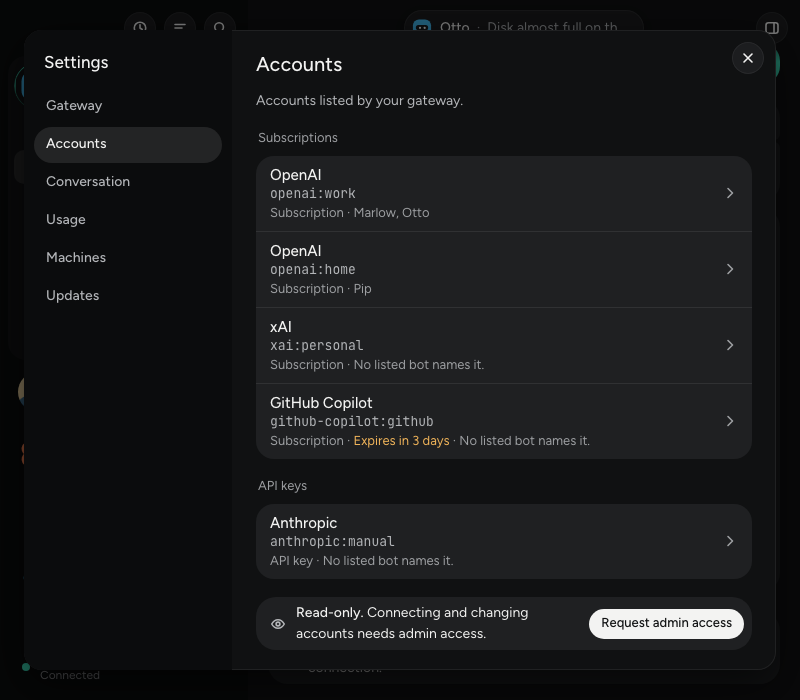 Otto · Disk almost full on th
Settings
Gateway
Accounts
Conversation
Usage
Machines
Updates
Accounts
Accounts listed by your gateway.
Subscriptions
OpenAI
openai:work
Subscription · Marlow, Otto
OpenAI
openai:home
Subscription · Pip
xAI
xai:personal
Subscription · No listed bot names it.
GitHub Copilot
github-copilot:github
Subscription · Expires in 3 days · No listed bot names it.
API keys
Anthropic
anthropic:manual
API key · No listed bot names it.
Read-only. Connecting and changing
accounts needs admin access.
Request admin access
Connected